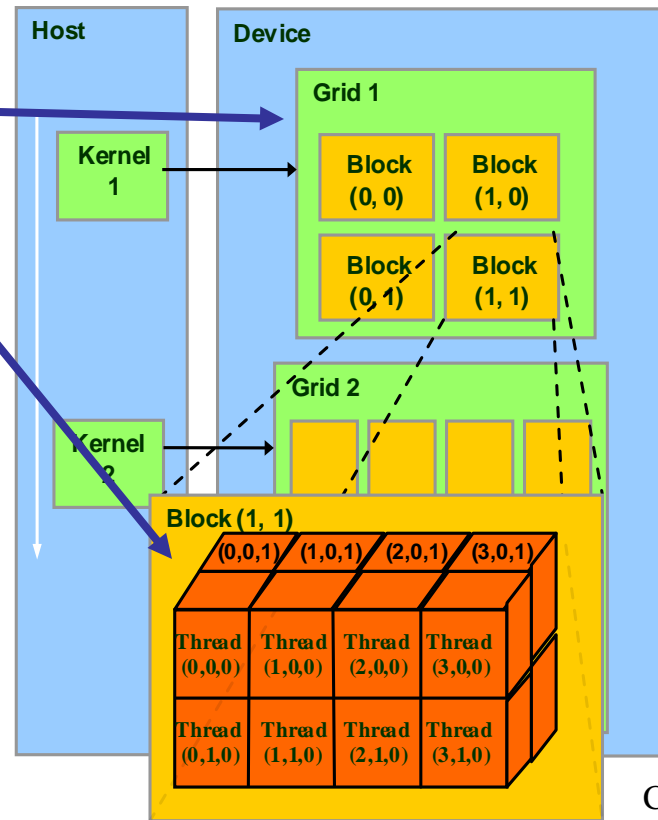 Host
Device
Grid 1
Kernel
1
Block
(0, 0)
Block
(1, 0)
Block
(0, 1)
Block
(1, 1)
Grid 2
Kernel
2
Block (1, 1)
(0,0,1) (1,0,1) (2,0,1) (3,0,1)
Thread
(0,0,0)
Thread
(1,0,0)
Thread
(2,0,0)
Thread
(3,0,0)
Thread
(0,1,0)
Thread
(1,1,0)
Thread
(2,1,0)
Thread
(3,1,0)
C